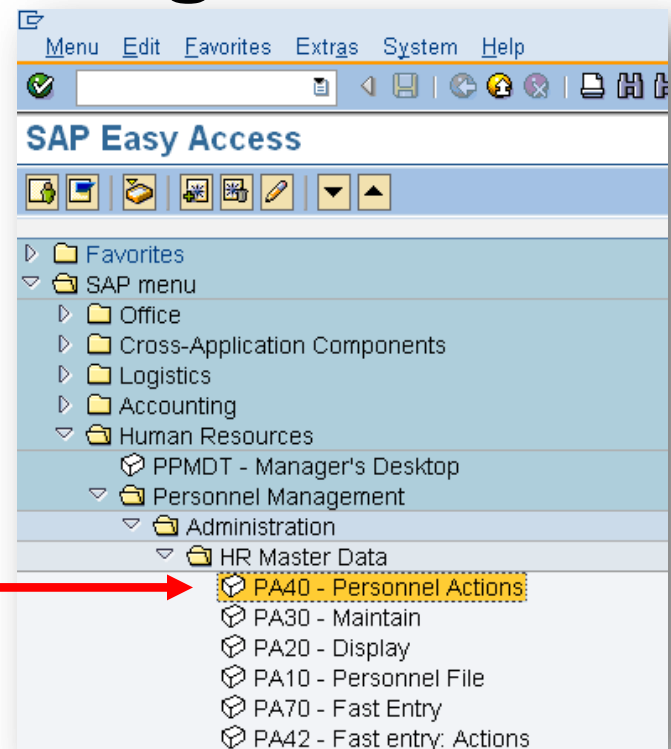 Menu Edit Favorites Extras System Help
SAP Easy Access
Favorites
SAP menu
Office
Cross-Application Components
Logistics
Accounting
Human Resources
PPMDT - Manager's Desktop
Personnel Management
Administration
HR Master Data
PA40 - Personnel Actions
PA30 - Maintain
PA20 - Display
PA10 - Personnel File
PA70 - Fast Entry
PA42 - Fast entry: Actions